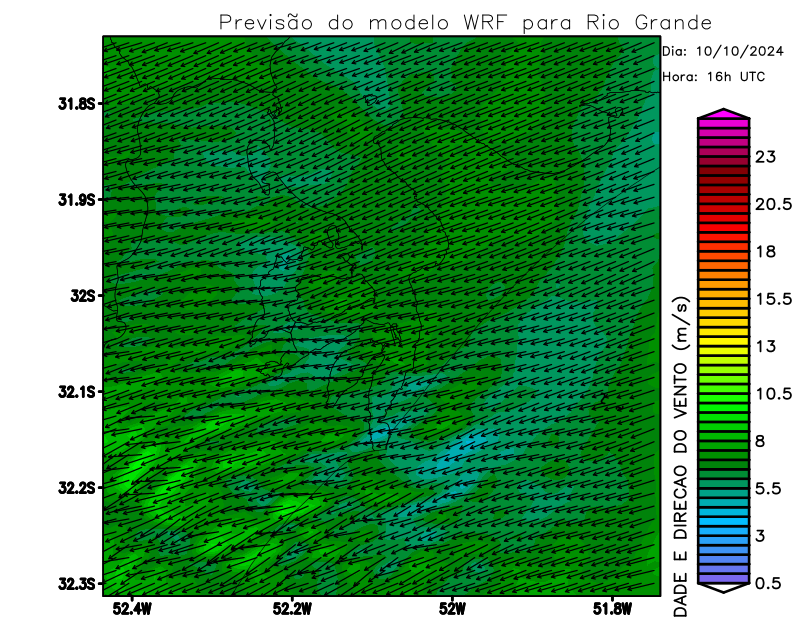 Previsão do modelo WRF para Rio Grande
Dia: 10/10/2024
Hora: 16h UTC
31.8S
31.9S
32S
32.1S
32.2S
32.3S
52.4W
52.2W
52W
51.8W
23
20.5
18
15.5
13
10.5
8
5.5
3
0.5
DADE E DIRECAO DO VENTO (m/s)